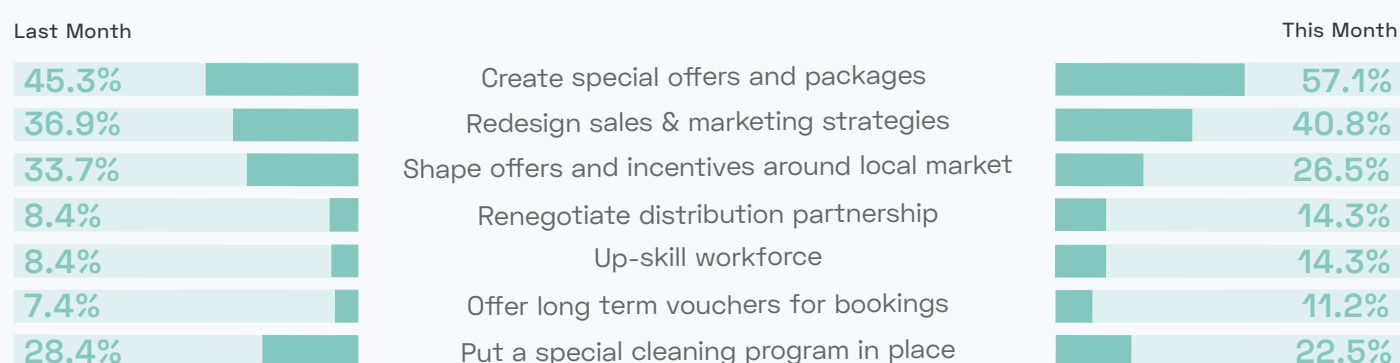 Last Month This Month
45.3% Create special offers and packages 57.1%
36.9% Redesign sales & marketing strategies 40.8%
33.7% Shape offers and incentives around local market 26.5%
8.4% Renegotiate distribution partnership 14.3%
8.4% Up-skill workforce 14.3%
7.4% Offer long term vouchers for bookings 11.2%
28.4% Put a special cleaning program in place 22.5%